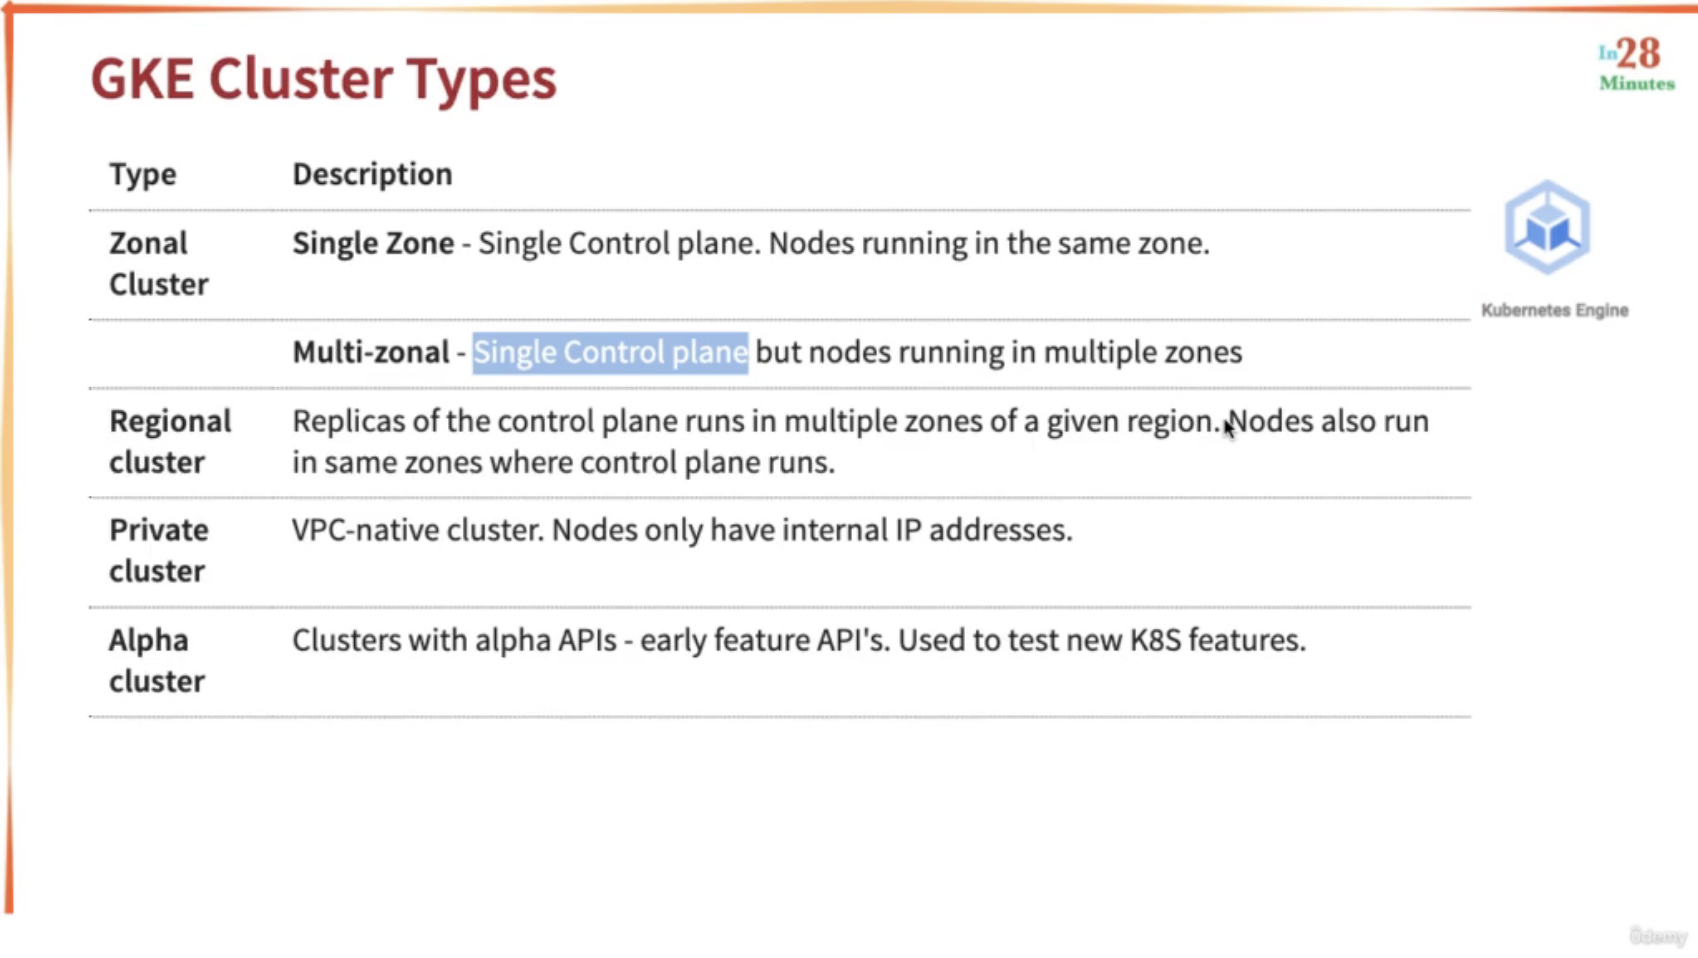 GKE Cluster Types
In28
Minutes
Type Description
Zonal Cluster Single Zone - Single Control plane. Nodes running in the same zone.
Multi-zonal - Single Control plane but nodes running in multiple zones
Regional cluster Replicas of the control plane runs in multiple zones of a given region. Nodes also run
in same zones where control plane runs.
Private cluster VPC-native cluster. Nodes only have internal IP addresses.
Alpha cluster Clusters with alpha APIs - early feature API's. Used to test new K8S features.
Kubernetes Engine
Udemy